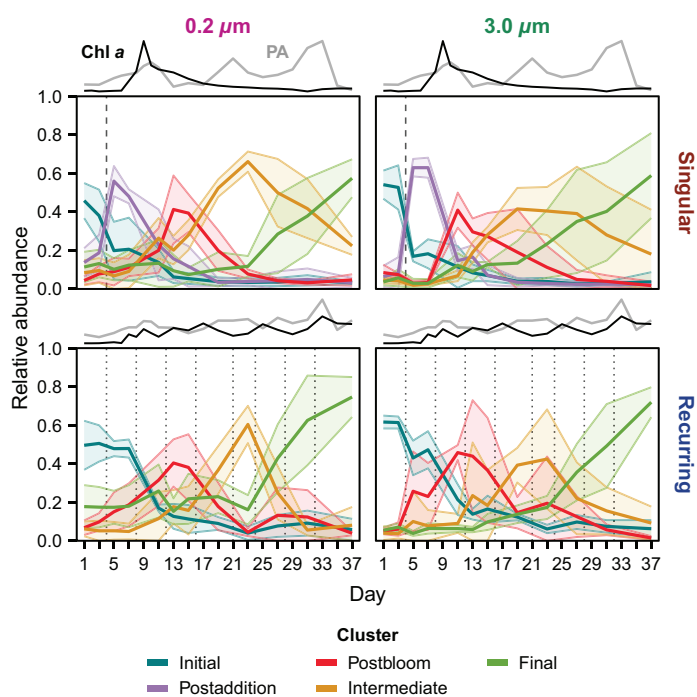 0.2 µm 3.0 µm
Chl a PA
1.0
0.8
0.6
0.4
0.2
0.0
Singular
Relative abundance
1.0
0.8
0.6
0.4
0.2
0.0
Recurring
1 5 9 13 17 21 25 29 33 37 1 5 9 13 17 21 25 29 33 37
Day
Cluster
Initial Postbloom Final
Postaddition Intermediate